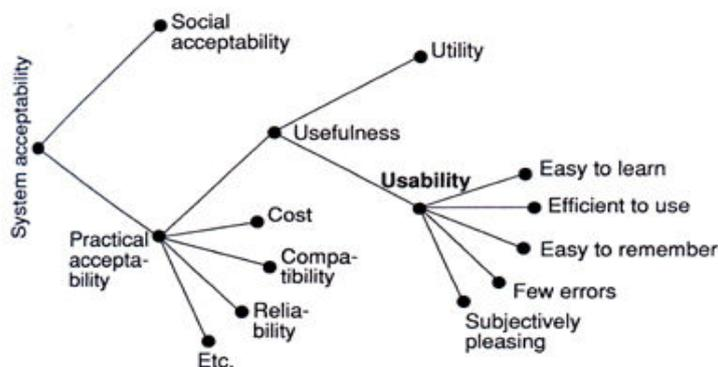 System acceptability
Social
acceptability
Utility
Usefulness
Usability
Easy to learn
Efficient to use
Easy to remember
Few errors
Subjectively
pleasing
Practical
accepta-
bility
Cost
Compa-
tibility
Relia-
bility
Etc.